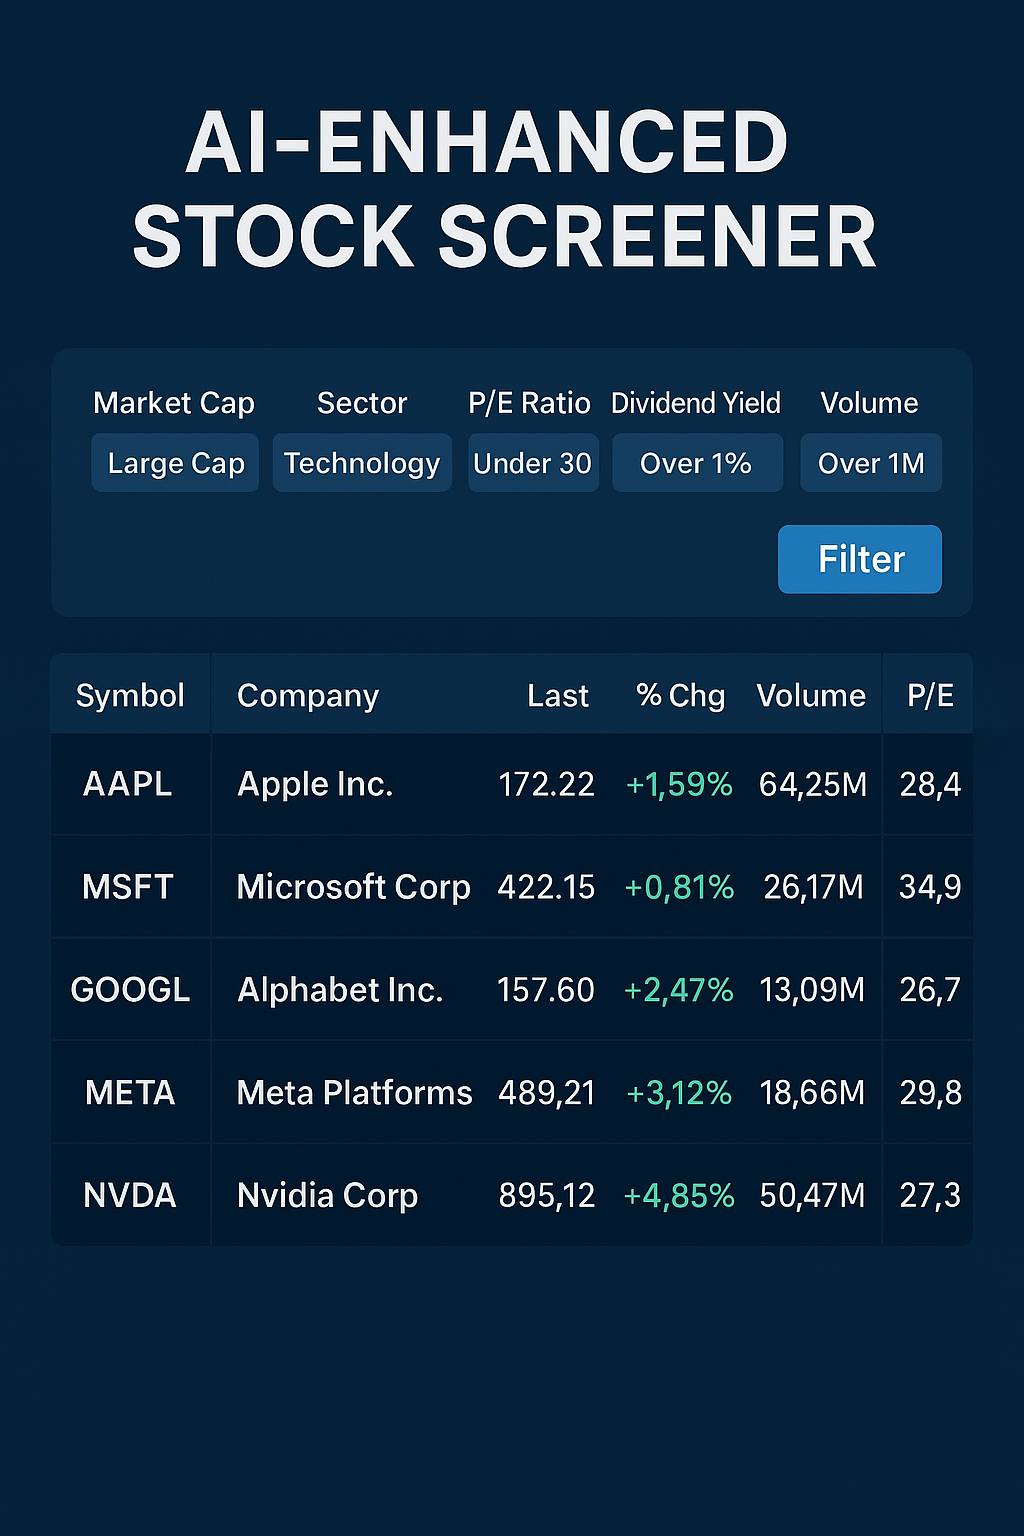 AI-ENHANCED
STOCK SCREENER
Market Cap Sector P/E Ratio Dividend Yield Volume
Large Cap Technology Under 30 Over 1% Over 1M
Filter
Symbol Company Last % Chg Volume P/E
AAPL Apple Inc. 172.22 +1,59% 64,25M 28,4
MSFT Microsoft Corp 422.15 +0,81% 26,17M 34,9
GOOGL Alphabet Inc. 157.60 +2,47% 13,09M 26,7
META Meta Platforms 489,21 +3,12% 18,66M 29,8
NVDA Nvidia Corp 895,12 +4,85% 50,47M 27,3